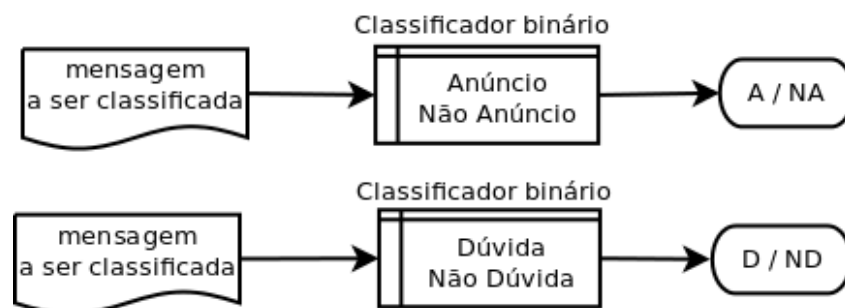 Classificador binário
mensagem
a ser classificada
Anúncio
Não Anúncio
A / NA
Classificador binário
mensagem
a ser classificada
Dúvida
Não Dúvida
D / ND